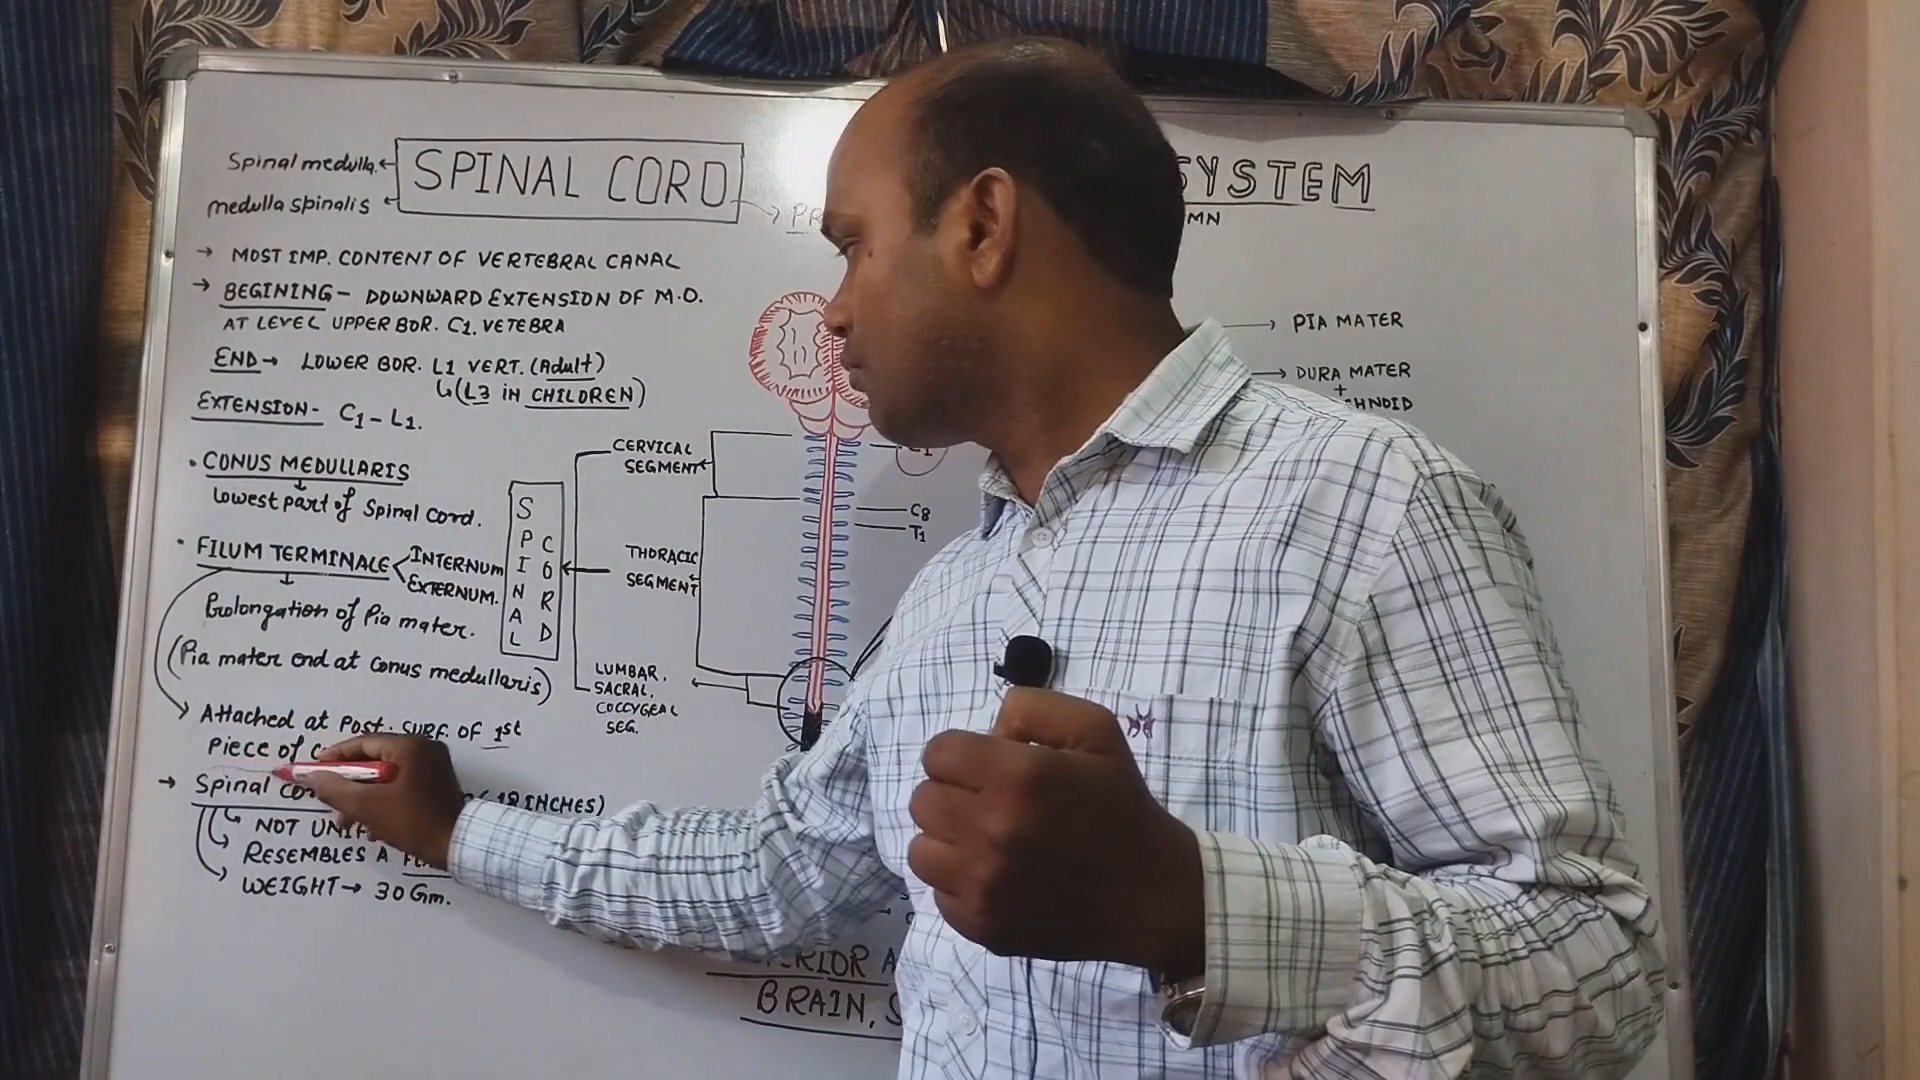 Spinal medulla.
medulla spinalis
SPINAL CORD
SYSTEM
→ MOST IMP. CONTENT OF VERTEBRAL CANAL
→ BEGINING - DOWNWARD EXTENSION OF M.O.
AT LEVEL UPPER BOR. C1. VETEBRA
END → LOWER BOR. L1 VERT. (Adult)
(L3 IN CHILDREN)
EXTENSION - C1 - L1.
• CONUS MEDULLARIS
Lowest part of Spinal cord.
• FILUM TERMINALE
INTERNUM
EXTERNUM.
Prolongation of Pia mater.
(Pia mater end at Conus medullaris)
Attached at Post. SURF. OF 1st
Piece of
→ Spinal
INCHES)
NOT
RESEMBLES A
WEIGHT → 30 Gm.
SPINAL
CORD
CERVICAL
SEGMENT
THORACIC
SEGMENT
LUMBAR,
SACRAL,
COCCYGEAL
SEG.
C8
T1
→ PIA MATER
→ DURA MATER
+
BRAIN,